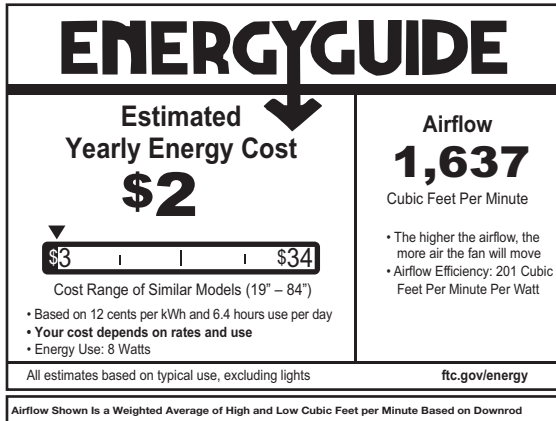 ENERGYGUIDE
Estimated
Yearly Energy Cost
$2
$3 $34
Cost Range of Similar Models (19” – 84”)
• Based on 12 cents per kWh and 6.4 hours use per day
• Your cost depends on rates and use
• Energy Use: 8 Watts
Airflow
1,637
Cubic Feet Per Minute
• The higher the airflow, the
more air the fan will move
• Airflow Efficiency: 201 Cubic
Feet Per Minute Per Watt
All estimates based on typical use, excluding lights
ftc.gov/energy
Airflow Shown Is a Weighted Average of High and Low Cubic Feet per Minute Based on Downrod